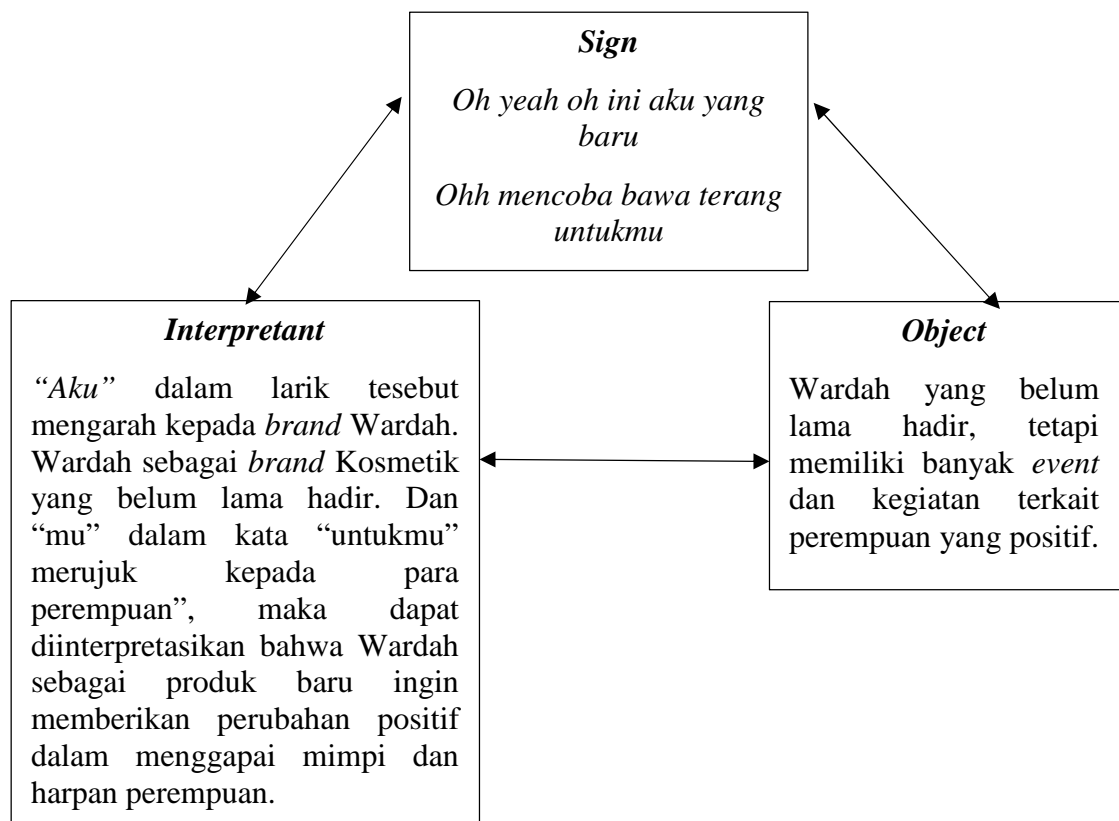 Sign
Oh yeah oh ini aku yang
baru
Ohh mencoba bawa terang
untukmu
Interpretant
“Aku” dalam larik tesebut
mengarah kepada brand Wardah.
Wardah sebagai brand Kosmetik
yang belum lama hadir. Dan
“mu” dalam kata “untukmu”
merujuk kepada para
perempuan”, maka dapat
diinterpretasikan bahwa Wardah
sebagai produk baru ingin
memberikan perubahan positif
dalam menggapai mimpi dan
harpan perempuan.
Object
Wardah yang belum
lama hadir, tetapi
memiliki banyak event
dan kegiatan terkait
perempuan yang positif.